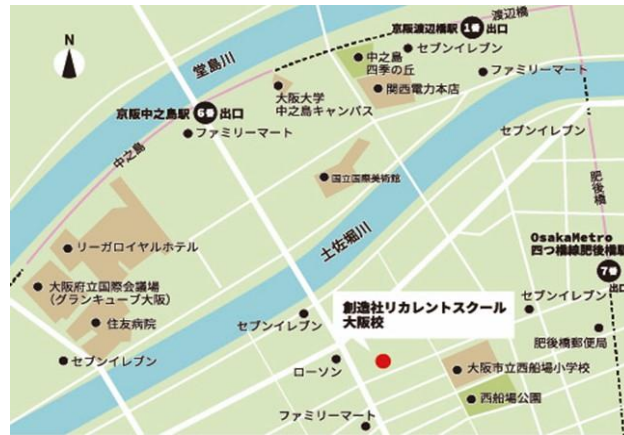 渡辺橋
京阪渡辺橋駅 1番 出口
セブンイレブン
N
堂島川
中之島
四季の丘
ファミリーマート
関西電力本店
大阪大学
中之島キャンパス
京阪中之島駅 6番 出口
ファミリーマート
セブンイレブン
中之島
国立国際美術館
肥後橋
土佐堀川
OsakaMetro
四つ橋線肥後橋駅
7番
出口
リーガロイヤルホテル
大阪府立国際会議場
(グランキューブ大阪)
住友病院
セブンイレブン
創造社リカレントスクール
大阪校
セブンイレブン
セブンイレブン
肥後橋郵便局
ローソン
大阪市立西船場小学校
西船場公園
ファミリーマート